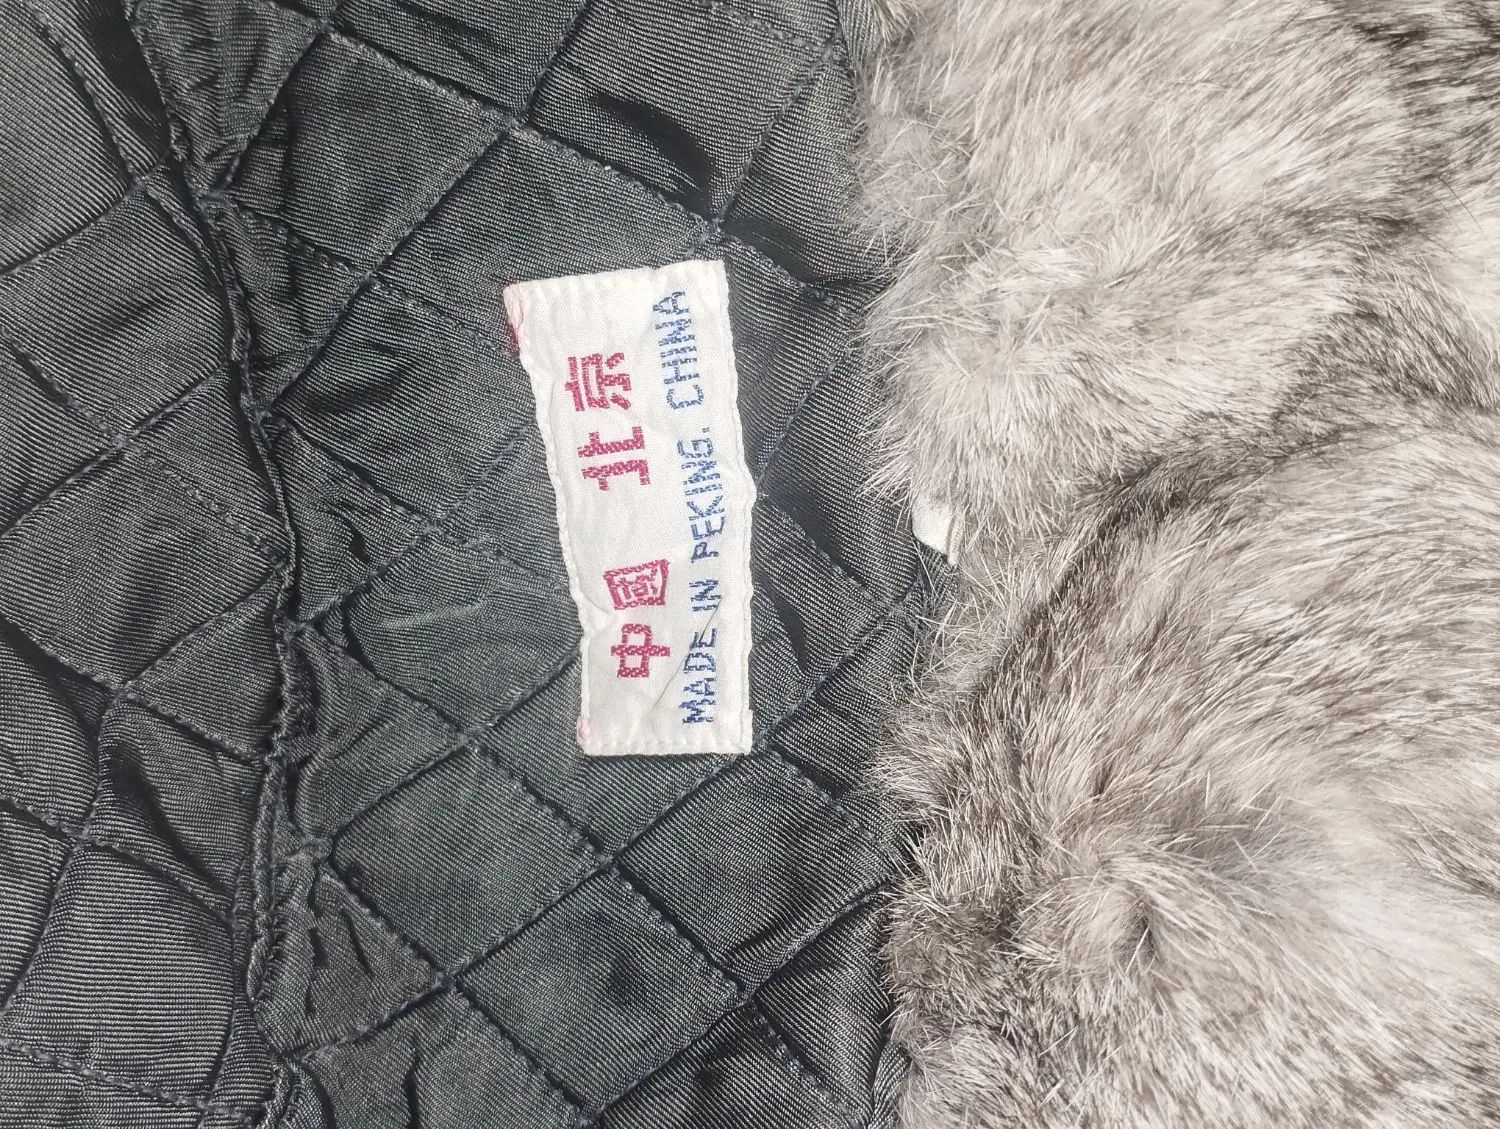 中国 北京
MADE IN PEKING. CHINA